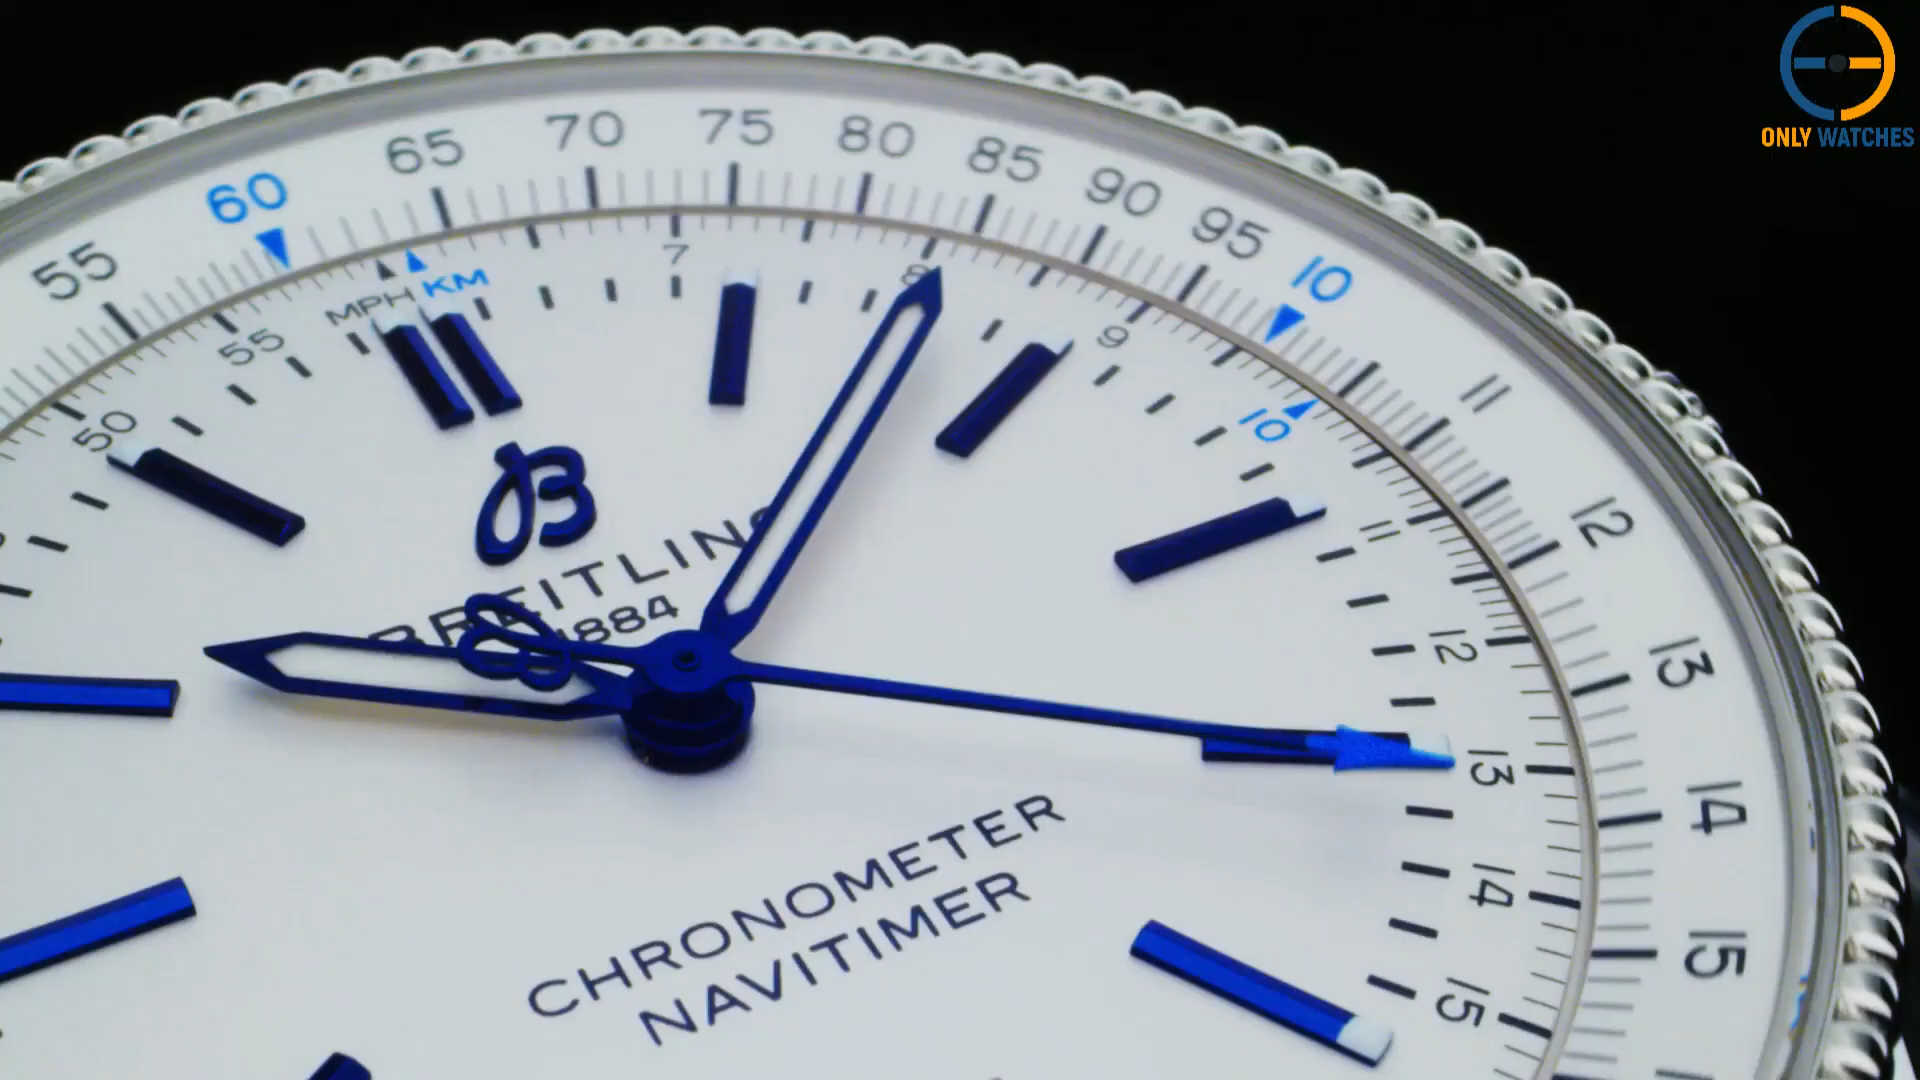 ONLY WATCHES
55 60 65 70 75 80 85 90 95 10 11 12 13 14 15
50 55 MPH KM 7 8 9 10 11 12 13 14 15
B
BREITLING
1884
CHRONOMETER
NAVITIMER